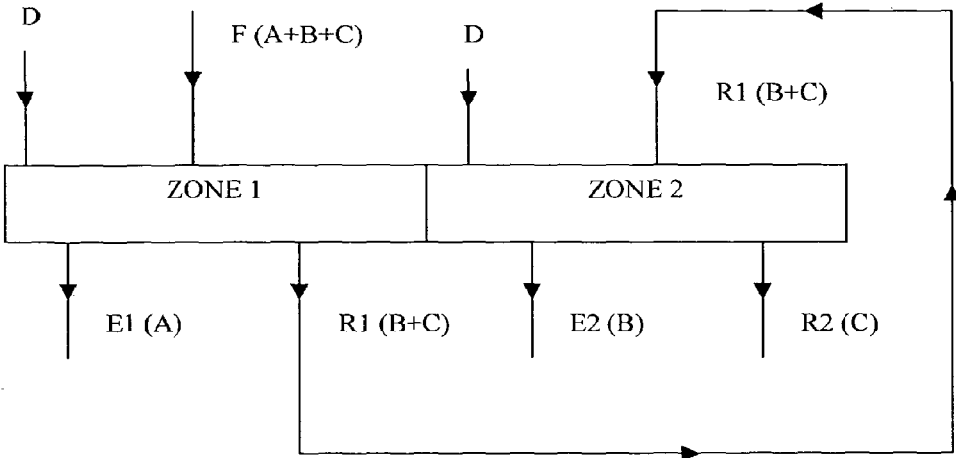 D
F (A+B+C)
D
R1 (B+C)
ZONE 1
ZONE 2
E1 (A)
R1 (B+C)
E2 (B)
R2 (C)